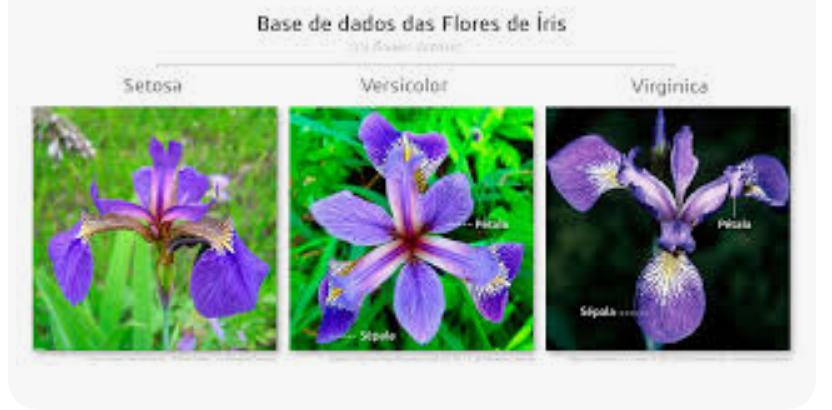 Base de dados das Flores de Íris
Setosa
Versicolor
Virginica
Pétala
Sépala
Pétala
Sépala